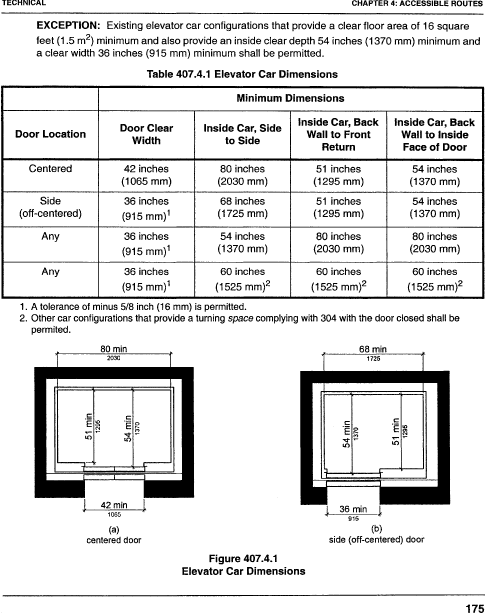 TECHNICAL CHAPTER 4: ACCESSIBLE ROUTES
EXCEPTION: Existing elevator car configurations that provide a clear floor area of 16 square
feet (1.5 m²) minimum and also provide an inside clear depth 54 inches (1370 mm) minimum and
a clear width 36 inches (915 mm) minimum shall be permitted.
Table 407.4.1 Elevator Car Dimensions
Minimum Dimensions
Door Location
Door Clear
Width
Inside Car, Side
to Side
Inside Car, Back
Wall to Front
Return
Inside Car, Back
Wall to Inside
Face of Door
Centered 42 inches 80 inches 51 inches 54 inches
(1065 mm) (2030 mm) (1295 mm) (1370 mm)
Side 36 inches 68 inches 51 inches 54 inches
(off-centered) (915 mm)¹ (1725 mm) (1295 mm) (1370 mm)
Any 36 inches 54 inches 80 inches 80 inches
(915 mm)¹ (1370 mm) (2030 mm) (2030 mm)
Any 36 inches 60 inches 60 inches 60 inches
(915 mm)¹ (1525 mm)² (1525 mm)² (1525 mm)²
1. A tolerance of minus 5/8 inch (16 mm) is permitted.
2. Other car configurations that provide a turning space complying with 304 with the door closed shall be
permited.
80 min
2030
51 min
1295
54 min
1370
42 min
1065
(a)
centered door
68 min
1725
54 min
1370
51 min
1295
36 min
915
(b)
side (off-centered) door
Figure 407.4.1
Elevator Car Dimensions
175